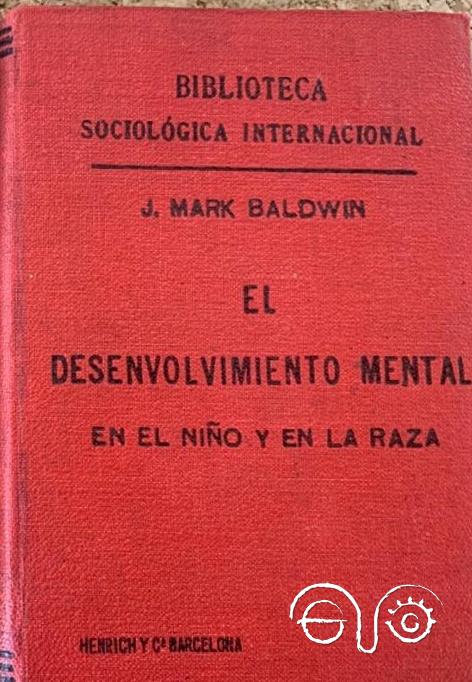 BIBLIOTECA
SOCIOLÓGICA INTERNACIONAL
J. MARK BALDWIN
EL
DESENVOLVIMIENTO MENTAL
EN EL NIÑO Y EN LA RAZA
HENRICH Y Cª BARCELONA